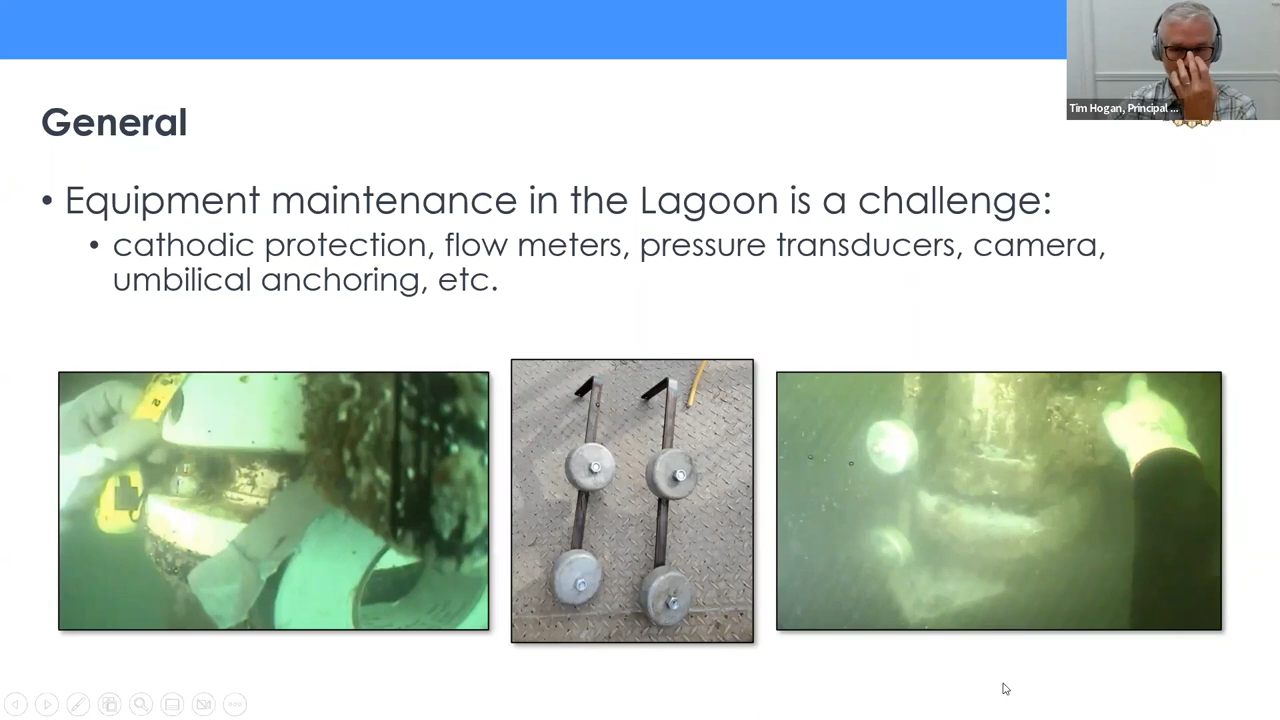 General
Tim Hogan, Principal ...
• Equipment maintenance in the Lagoon is a challenge:
• cathodic protection, flow meters, pressure transducers, camera,
umbilical anchoring, etc.